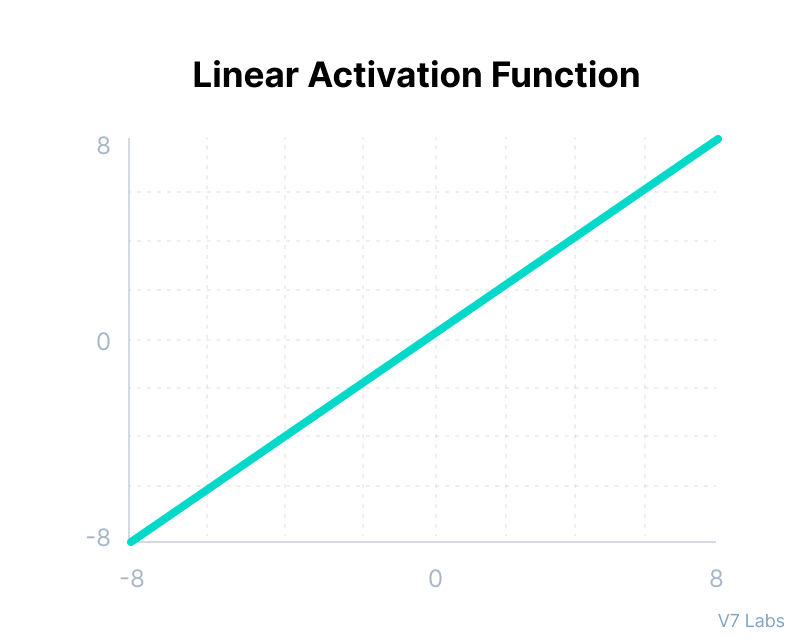 Linear Activation Function
8
0
-8
-8 0 8
V7 Labs